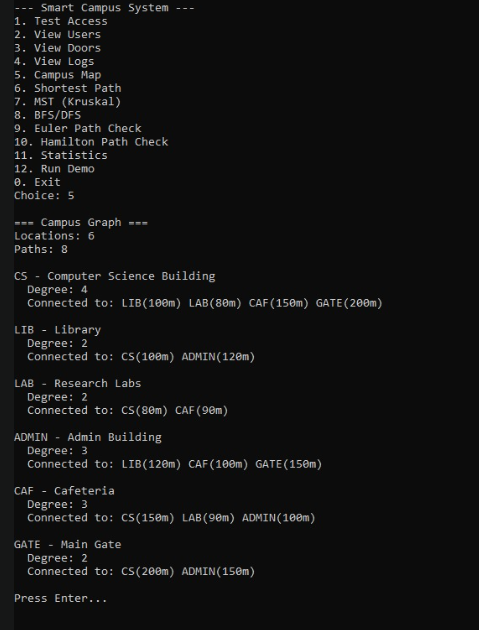 --- Smart Campus System ---
1. Test Access
2. View Users
3. View Doors
4. View Logs
5. Campus Map
6. Shortest Path
7. MST (Kruskal)
8. BFS/DFS
9. Euler Path Check
10. Hamilton Path Check
11. Statistics
12. Run Demo
0. Exit
Choice: 5

=== Campus Graph ===
Locations: 6
Paths: 8

CS - Computer Science Building
  Degree: 4
  Connected to: LIB(100m) LAB(80m) CAF(150m) GATE(200m)

LIB - Library
  Degree: 2
  Connected to: CS(100m) ADMIN(120m)

LAB - Research Labs
  Degree: 2
  Connected to: CS(80m) CAF(90m)

ADMIN - Admin Building
  Degree: 3
  Connected to: LIB(120m) CAF(100m) GATE(150m)

CAF - Cafeteria
  Degree: 3
  Connected to: CS(150m) LAB(90m) ADMIN(100m)

GATE - Main Gate
  Degree: 2
  Connected to: CS(200m) ADMIN(150m)

Press Enter...